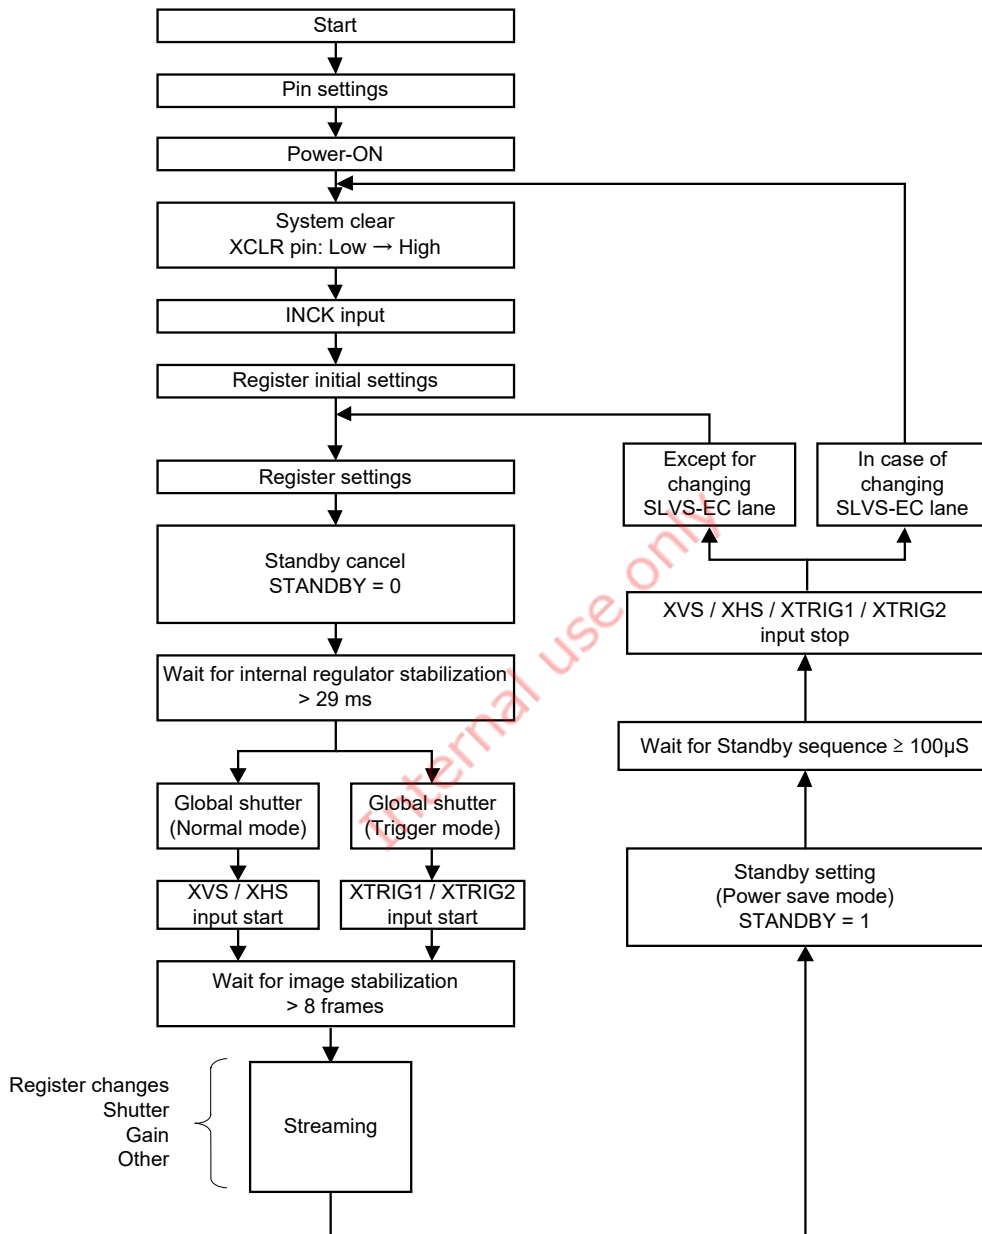 Start
Pin settings
Power-ON
System clear
XCLR pin: Low → High
INCK input
Register initial settings
Register settings
Standby cancel
STANDBY = 0
Wait for internal regulator stabilization
> 29 ms
Global shutter
(Normal mode)
Global shutter
(Trigger mode)
XVS / XHS
input start
XTRIG1 / XTRIG2
input start
Wait for image stabilization
> 8 frames
Register changes
Shutter
Gain
Other
Streaming
Except for
changing
SLVS-EC lane
In case of
changing
SLVS-EC lane
XVS / XHS / XTRIG1 / XTRIG2
input stop
Wait for Standby sequence ≥ 100μS
Standby setting
(Power save mode)
STANDBY = 1
Internal use only